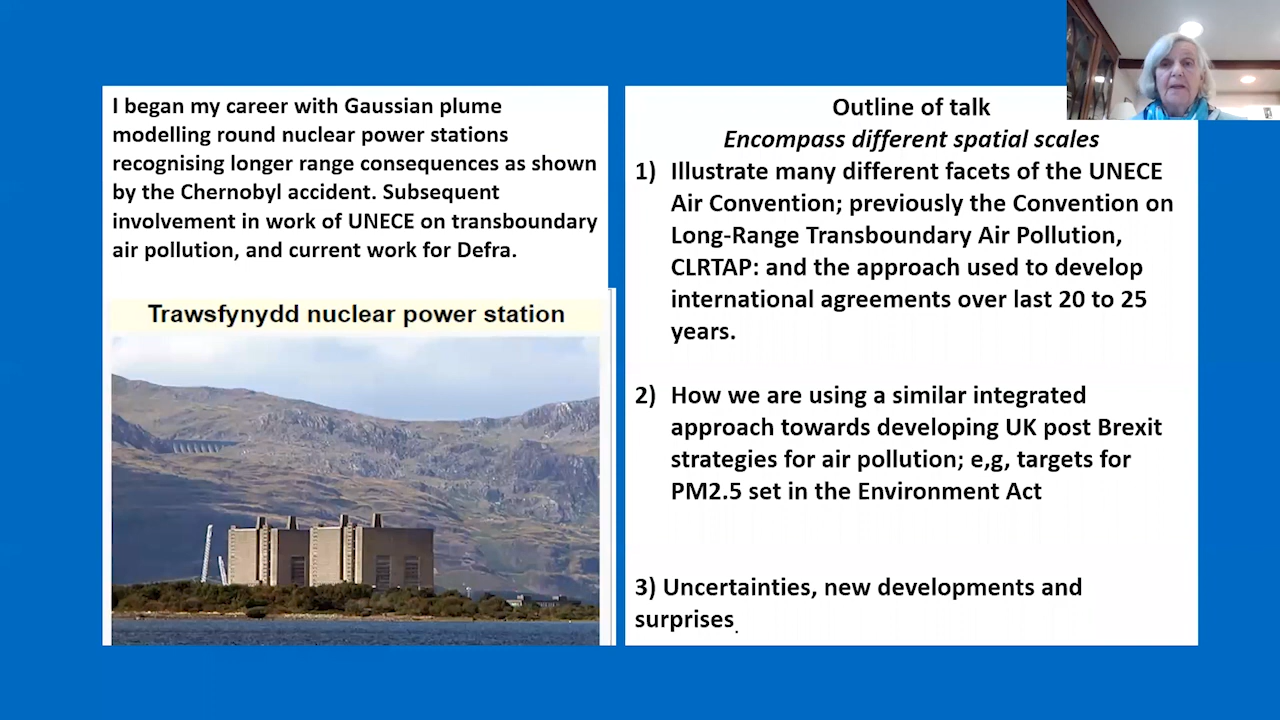 I began my career with Gaussian plume
modelling round nuclear power stations
recognising longer range consequences as shown
by the Chernobyl accident. Subsequent
involvement in work of UNECE on transboundary
air pollution, and current work for Defra.
Trawsfynydd nuclear power station
Outline of talk
Encompass different spatial scales
1) Illustrate many different facets of the UNECE
Air Convention; previously the Convention on
Long-Range Transboundary Air Pollution,
CLRTAP: and the approach used to develop
international agreements over last 20 to 25
years.
2) How we are using a similar integrated
approach towards developing UK post Brexit
strategies for air pollution; e,g, targets for
PM2.5 set in the Environment Act
3) Uncertainties, new developments and
surprises.